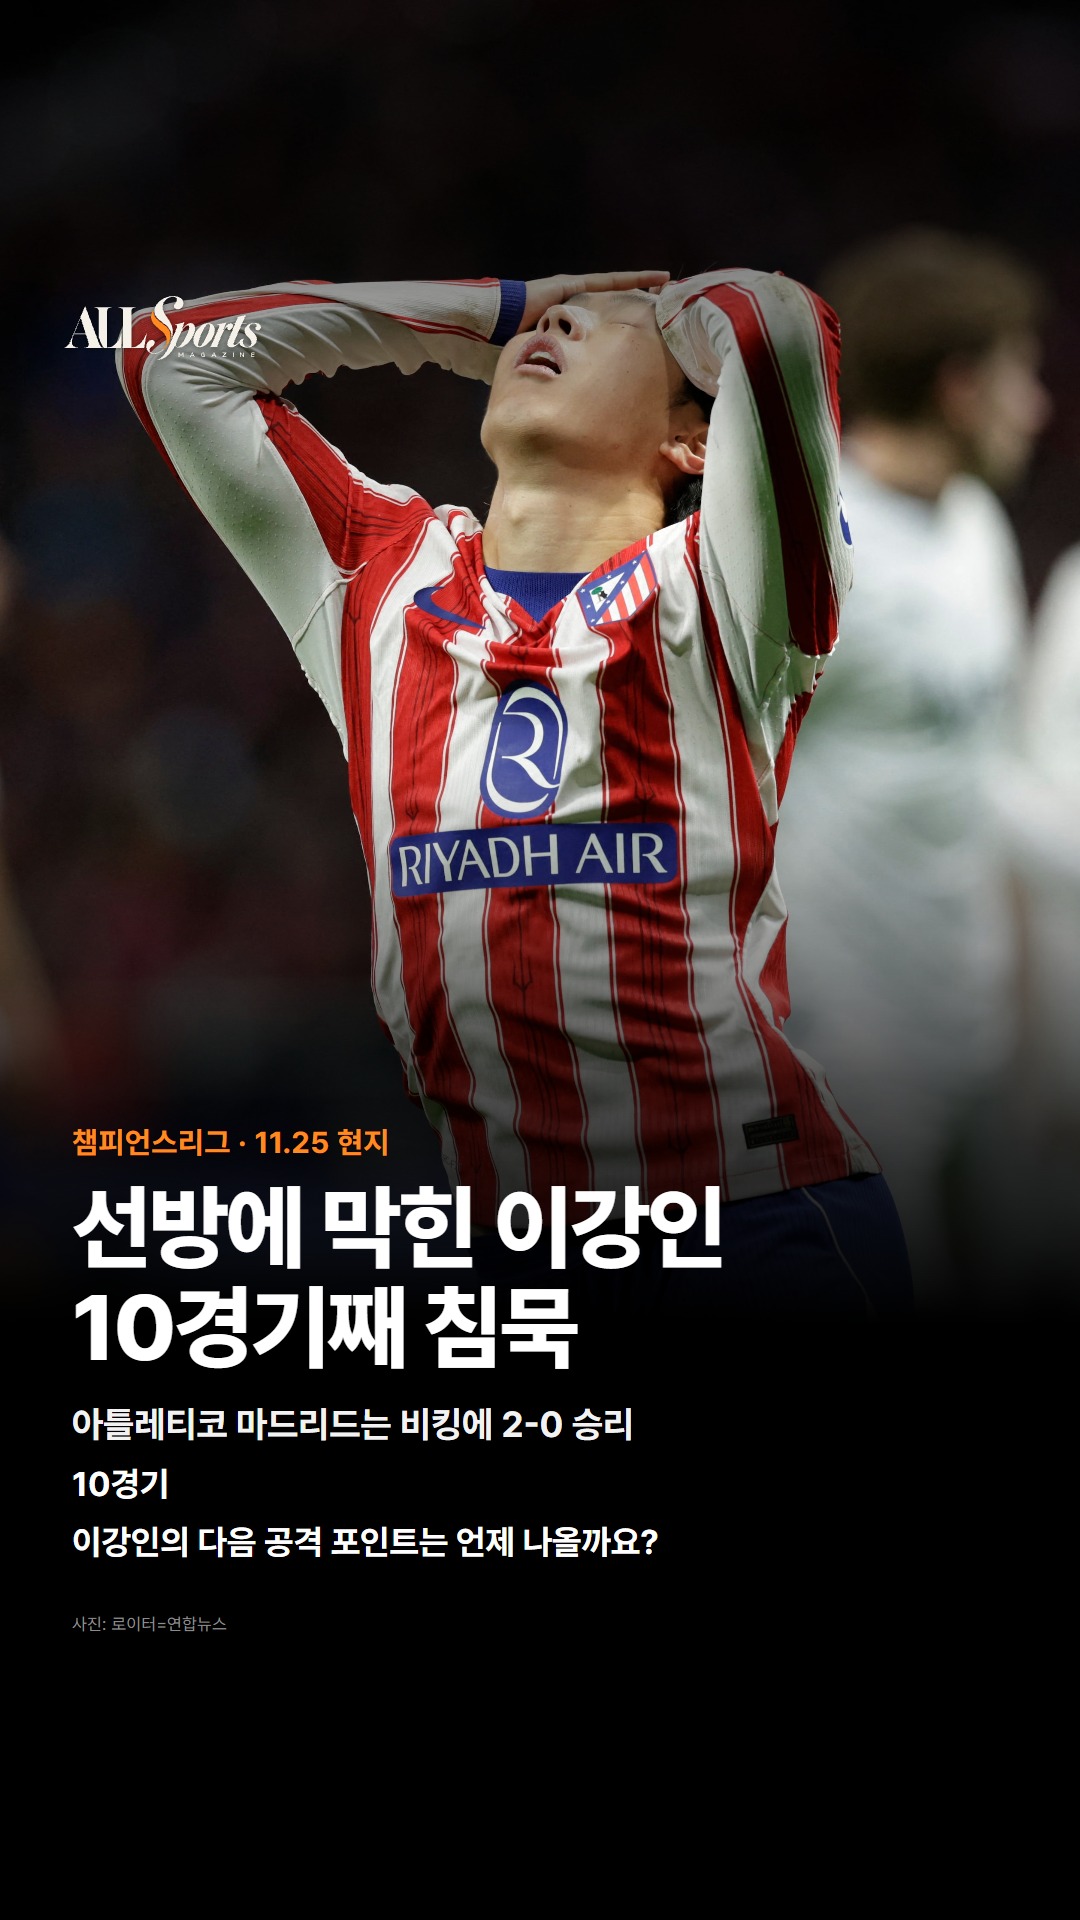 ALL Sports
MAGAZINE
RIYADH AIR
챔피언스리그 · 11.25 현지
선방에 막힌 이강인
10경기째 침묵
아틀레티코 마드리드는 비킹에 2-0 승리
10경기
이강인의 다음 공격 포인트는 언제 나올까요?
사진: 로이터=연합뉴스